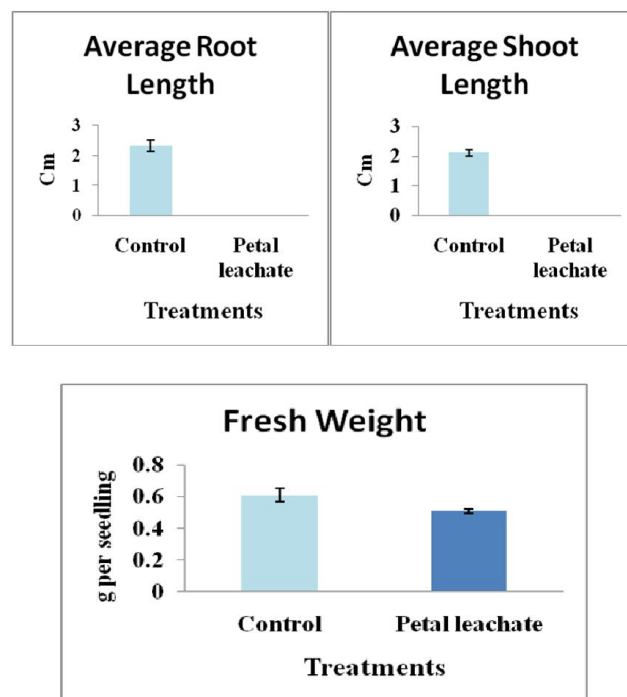 Average Root
Length
Cm
3
2
1
0
Control
Petal
leachate
Treatments
Average Shoot
Length
Cm
3
2
1
0
Control
Petal
leachate
Treatments
Fresh Weight
g per seedling
0.8
0.6
0.4
0.2
0
Control
Petal leachate
Treatments